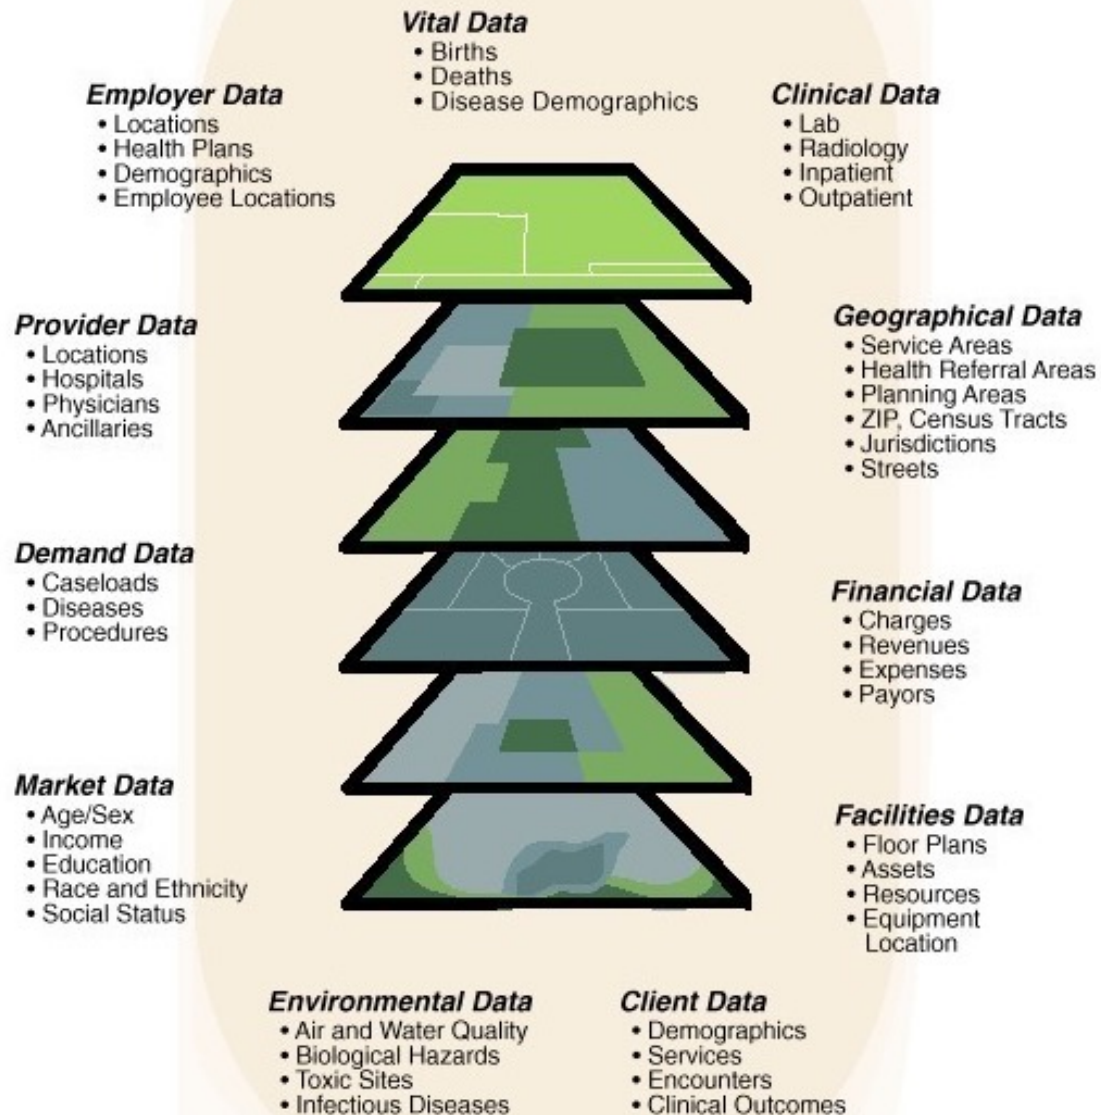 Vital Data
• Births
• Deaths
• Disease Demographics
Employer Data
• Locations
• Health Plans
• Demographics
• Employee Locations
Clinical Data
• Lab
• Radiology
• Inpatient
• Outpatient
Provider Data
• Locations
• Hospitals
• Physicians
• Ancillaries
Geographical Data
• Service Areas
• Health Referral Areas
• Planning Areas
• ZIP, Census Tracts
• Jurisdictions
• Streets
Demand Data
• Caseloads
• Diseases
• Procedures
Financial Data
• Charges
• Revenues
• Expenses
• Payors
Market Data
• Age/Sex
• Income
• Education
• Race and Ethnicity
• Social Status
Facilities Data
• Floor Plans
• Assets
• Resources
• Equipment
Location
Environmental Data
• Air and Water Quality
• Biological Hazards
• Toxic Sites
• Infectious Diseases
Client Data
• Demographics
• Services
• Encounters
• Clinical Outcomes